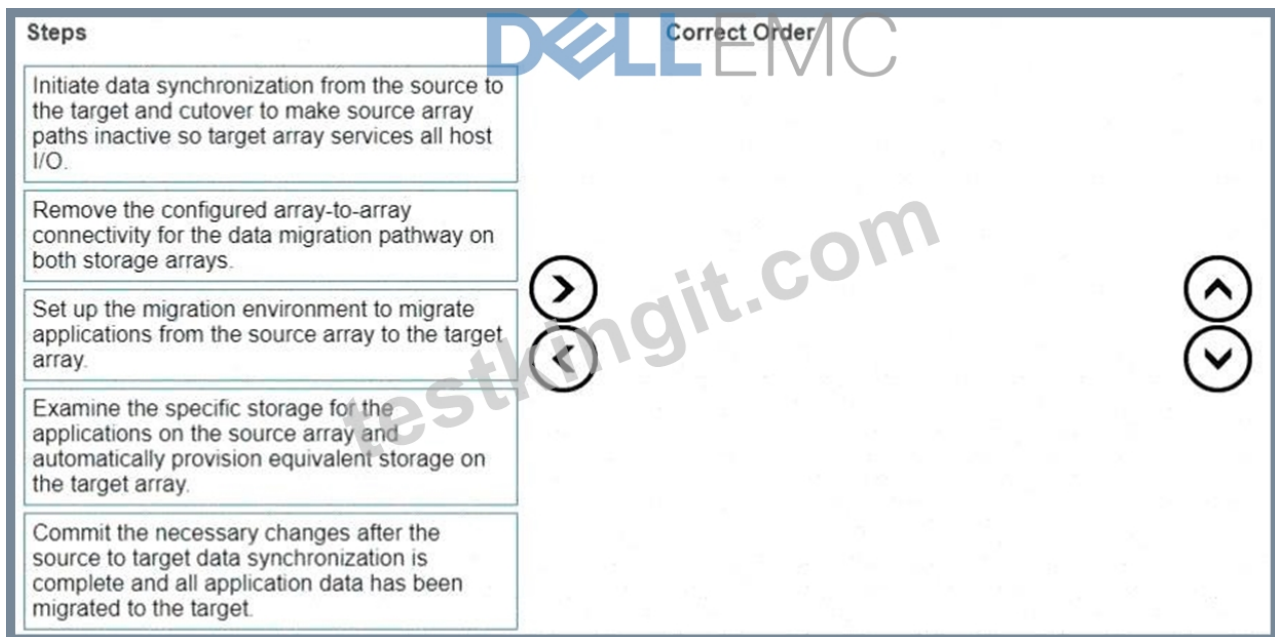 Steps
Correct Order
DELLEMC
Initiate data synchronization from the source to
the target and cutover to make source array
paths inactive so target array services all host
I/O.
Remove the configured array-to-array
connectivity for the data migration pathway on
both storage arrays.
Set up the migration environment to migrate
applications from the source array to the target
array.
Examine the specific storage for the
applications on the source array and
automatically provision equivalent storage on
the target array.
Commit the necessary changes after the
source to target data synchronization is
complete and all application data has been
migrated to the target.
testkingit.com